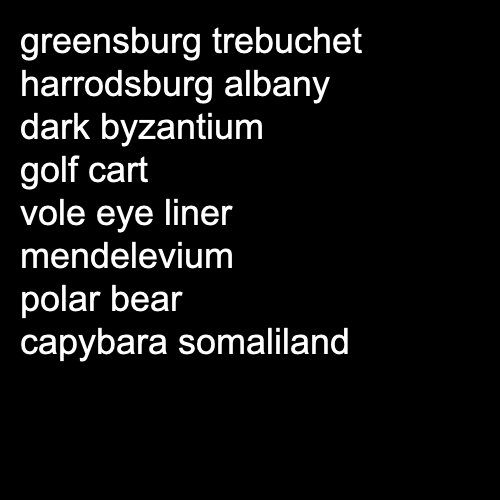 greensburg trebuchet
harrodsburg albany
dark byzantium
golf cart
vole eye liner
mendelevium
polar bear
capybara somaliland